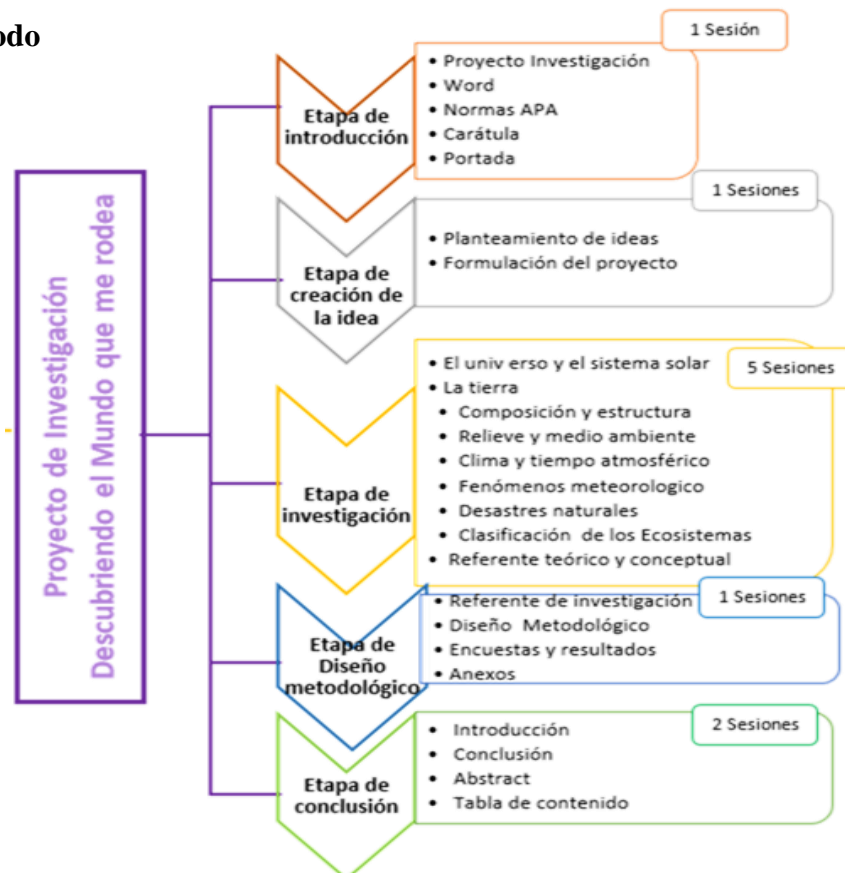 odo
Proyecto de Investigación
Descubriendo el Mundo que me rodea
Etapa de
introducción
1 Sesión
• Proyecto Investigación
• Word
• Normas APA
• Carátula
• Portada
Etapa de
creación de
la idea
1 Sesiones
• Planteamiento de ideas
• Formulación del proyecto
Etapa de
investigación
5 Sesiones
• El univ erso y el sistema solar
• La tierra
• Composición y estructura
• Relieve y medio ambiente
• Clima y tiempo atmosférico
• Fenómenos meteorologico
• Desastres naturales
• Clasificación de los Ecosistemas
• Referente teórico y conceptual
Etapa de
Diseño
metodológico
1 Sesiones
• Referente de investigación
• Diseño Metodológico
• Encuestas y resultados
• Anexos
Etapa de
conclusión
2 Sesiones
• Introducción
• Conclusión
• Abstract
• Tabla de contenido